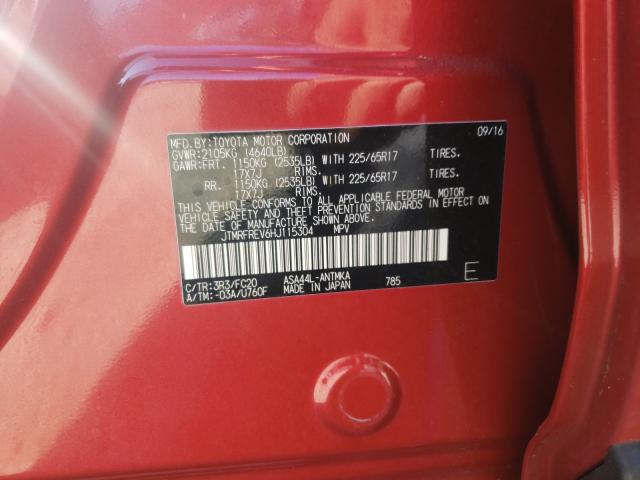 MFD. BY:TOYOTA MOTOR CORPORATION 09/16
GVWR:2105KG (4640LB)
GAWR:FRT. 1150KG (2535LB) WITH 225/65R17 TIRES.
17X7J RIMS.
RR. 1150KG (2535LB) WITH 225/65R17 TIRES.
17X7J RIMS.
THIS VEHICLE CONFORMS TO ALL APPLICABLE FEDERAL MOTOR
VEHICLE SAFETY AND THEFT PREVENTION STANDARDS IN EFFECT ON
THE DATE OF MANUFACTURE SHOWN ABOVE.
JTMRFREV6HJ115304 MPV
C/TR:3R3/FC20 ASA44L-ANTMKA 785
A/TM:-03A/U760F MADE IN JAPAN
E